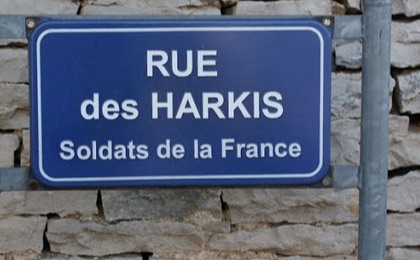 RUE
des HARKIS
Soldats de la France